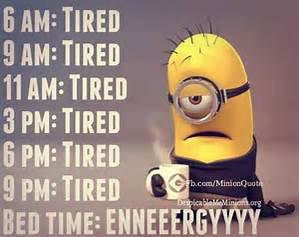 6 am: Tired
9 am: Tired
11 am: Tired
3 pm: Tired
6 pm: Tired
9 pm: Tired
Bed time: ENNEEERGYYYY
Fb.com/MinionQuote
DespicableMeMinions.org